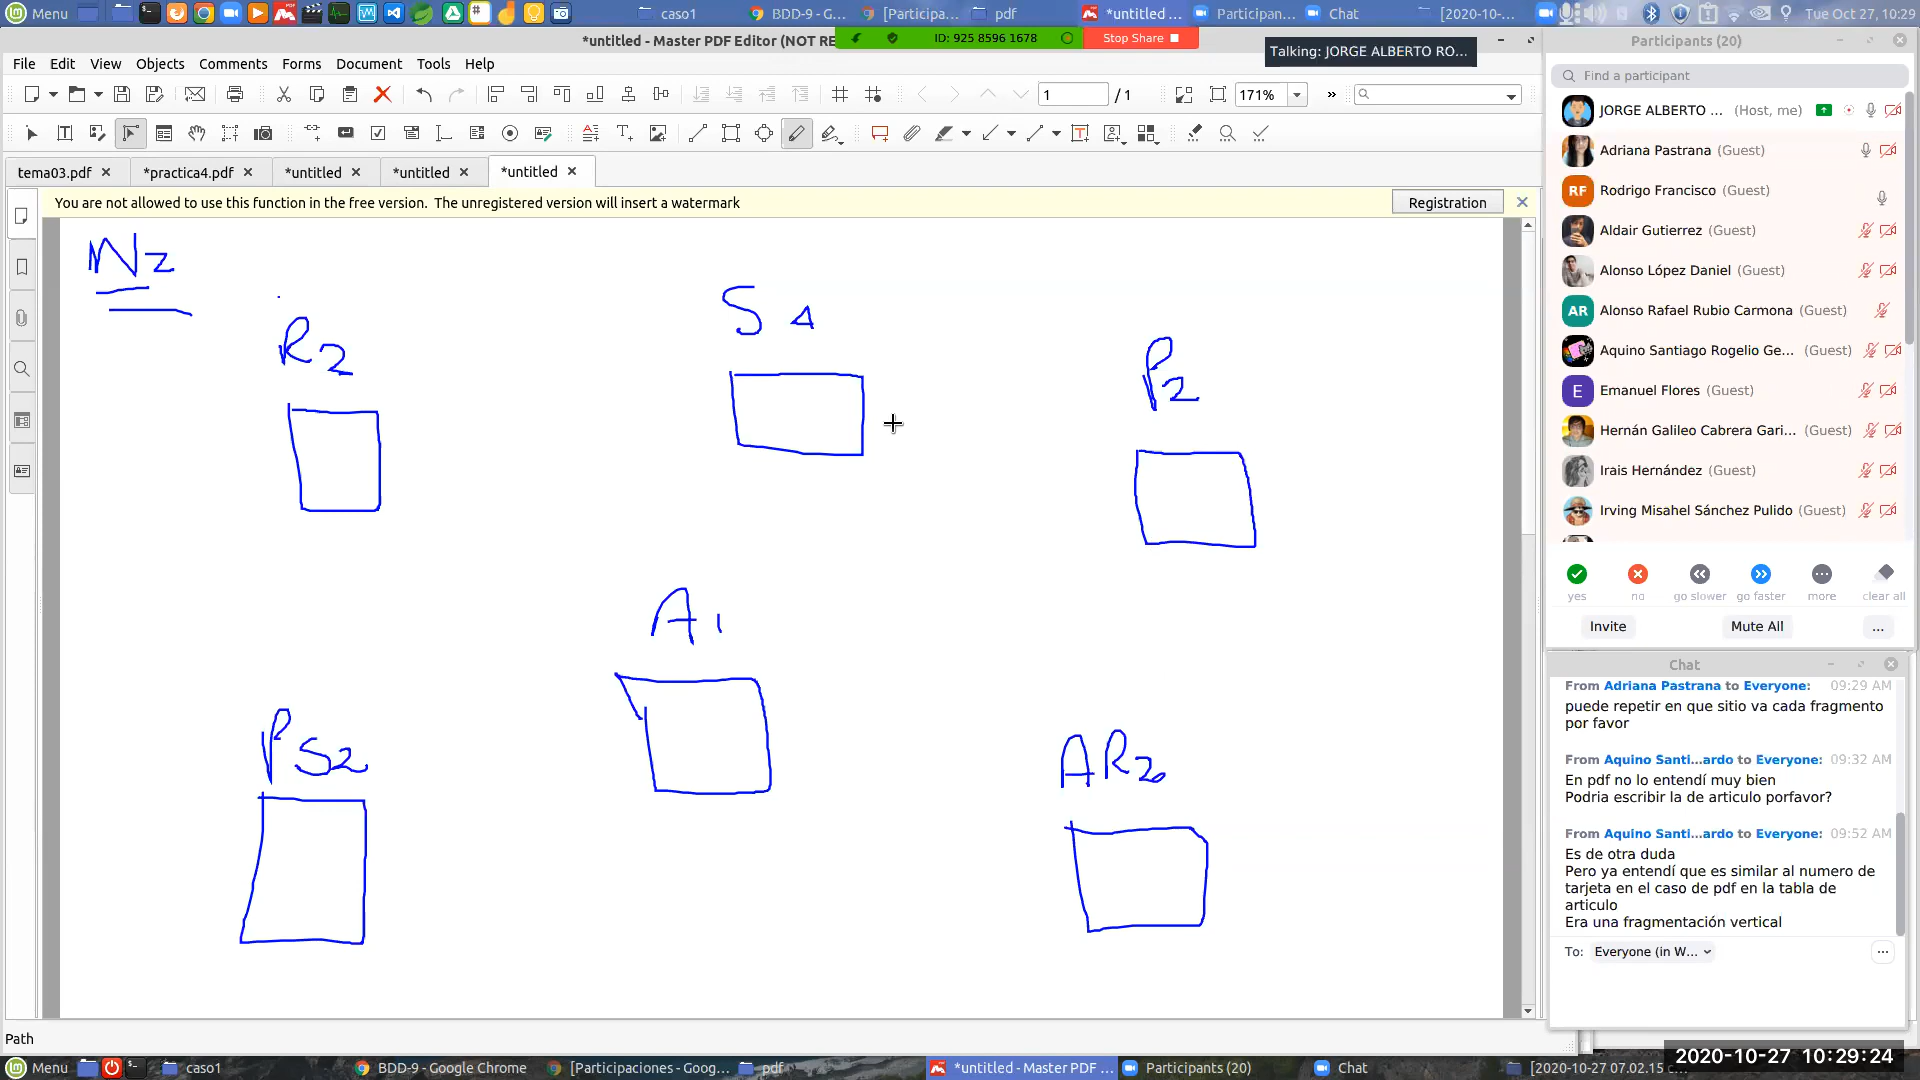 Menu
caso1
BDD-9 - G...
[Participa...
pdf
*untitled ...
Participan...
Chat
[2020-10-...
Tue Oct 27, 10:29
*untitled - Master PDF Editor (NOT RE
ID: 925 8596 1678
Stop Share
Talking: JORGE ALBERTO RO...
File Edit View Objects Comments Forms Document Tools Help
1 / 1
171%
tema03.pdf
*practica4.pdf
*untitled
*untitled
*untitled
You are not allowed to use this function in the free version. The unregistered version will insert a watermark
Registration
N2
R2
S4
P2
A1
PS2
AR2
Path
Participants (20)
Find a participant
JORGE ALBERTO ... (Host, me)
Adriana Pastrana (Guest)
RF Rodrigo Francisco (Guest)
Aldair Gutierrez (Guest)
Alonso López Daniel (Guest)
AR Alonso Rafael Rubio Carmona (Guest)
Aquino Santiago Rogelio Ge... (Guest)
E Emanuel Flores (Guest)
Hernán Galileo Cabrera Gari... (Guest)
Irais Hernández (Guest)
Irving Misahel Sánchez Pulido (Guest)
yes no go slower go faster more clear all
Invite Mute All ...
Chat
From Adriana Pastrana to Everyone: 09:29 AM
puede repetir en que sitio va cada fragmento
por favor
From Aquino Santi...ardo to Everyone: 09:32 AM
En pdf no lo entendí muy bien
Podria escribir la de articulo porfavor?
From Aquino Santi...ardo to Everyone: 09:52 AM
Es de otra duda
Pero ya entendí que es similar al numero de
tarjeta en el caso de pdf en la tabla de
articulo
Era una fragmentación vertical
To: Everyone (in W...
Menu
caso1
BDD-9 - Google Chrome
[Participaciones - Goog...
pdf
*untitled - Master PDF ...
Participants (20)
Chat
[2020-10-27 07.02.15 c...
2020-10-27 10:29:24